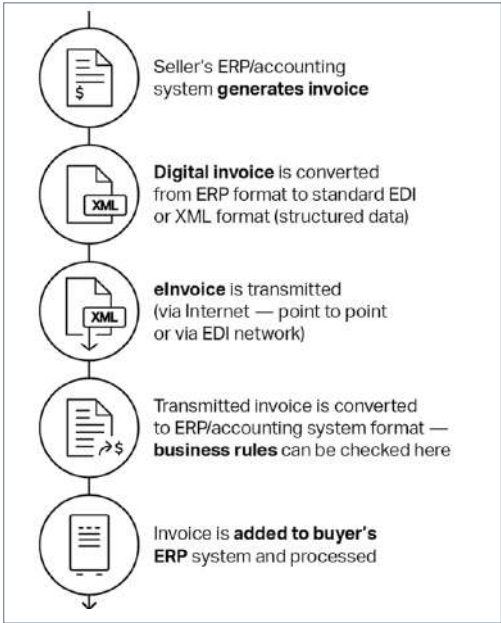 $
Seller's ERP/accounting
system generates invoice
XML
Digital invoice is converted
from ERP format to standard EDI
or XML format (structured data)
XML
eInvoice is transmitted
(via Internet — point to point
or via EDI network)
$
Transmitted invoice is converted
to ERP/accounting system format —
business rules can be checked here
Invoice is added to buyer's
ERP system and processed